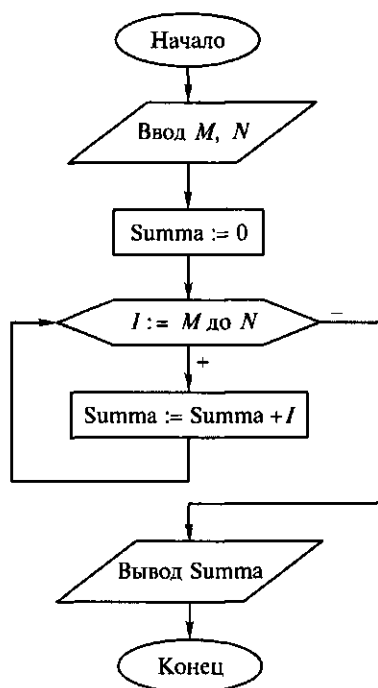 Начало
Ввод M, N
Summa := 0
I := M до N
–
+
Summa := Summa + I
Вывод Summa
Конец